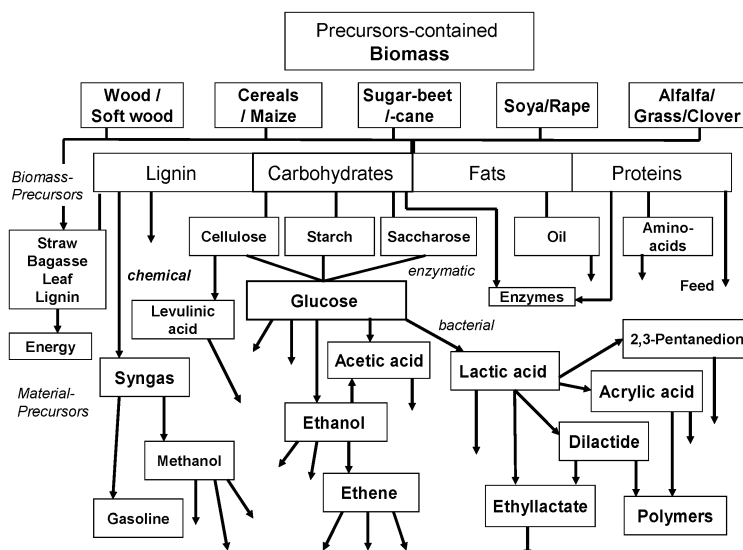 Precursors-contained
Biomass
Wood /
Soft wood
Cereals
/ Maize
Sugar-beet
/-cane
Soya/Rape
Alfalfa/
Grass/Clover
Biomass-
Precursors
Lignin
Carbohydrates
Fats
Proteins
Straw
Bagasse
Leaf
Lignin
Cellulose
Starch
Saccharose
Oil
Amino-
acids
chemical
enzymatic
Feed
Levulinic
acid
Glucose
Enzymes
Energy
bacterial
2,3-Pentanedion
Material-
Precursors
Syngas
Acetic acid
Lactic acid
Acrylic acid
Ethanol
Dilactide
Methanol
Ethene
Ethyllactate
Polymers
Gasoline